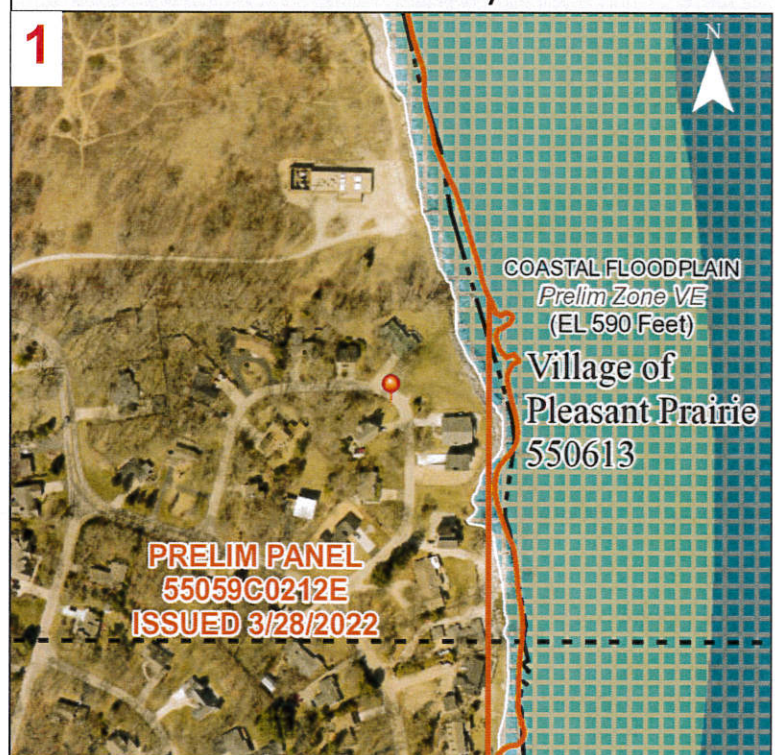 1
N
COASTAL FLOODPLAIN
Prelim Zone VE
(EL 590 Feet)
Village of
Pleasant Prairie
550613
PRELIM PANEL
55059C0212E
ISSUED 3/28/2022